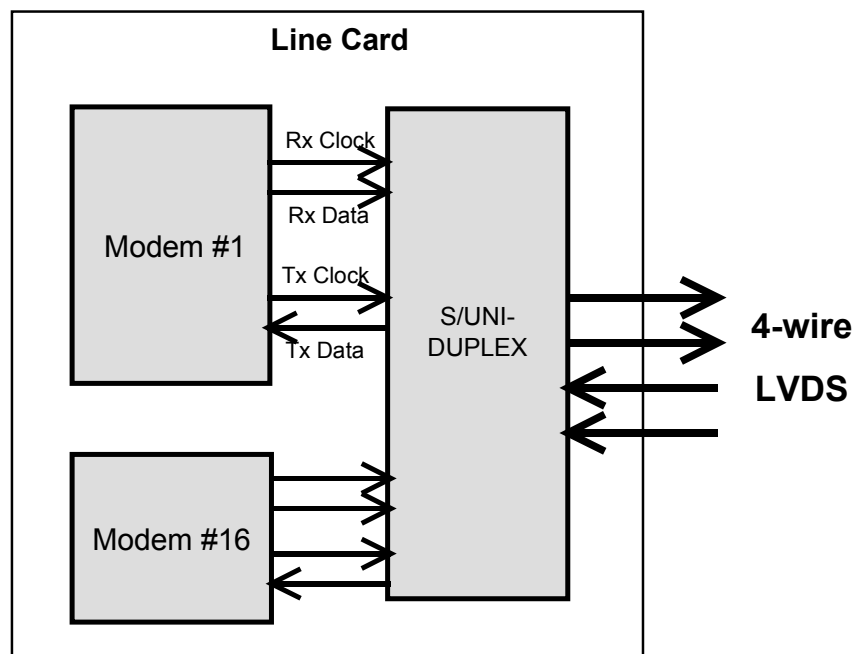 Line Card
Rx Clock
Rx Data
Modem #1
Tx Clock
Tx Data
S/UNI-
DUPLEX
4-wire
LVDS
Modem #16